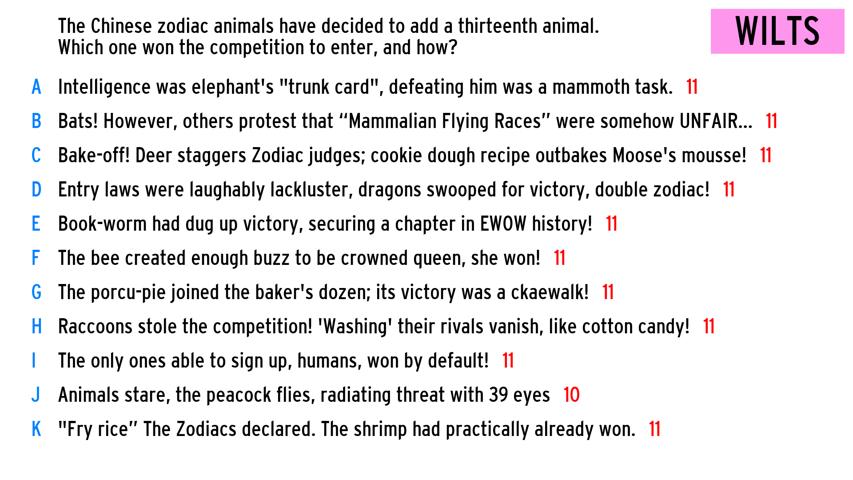 The Chinese zodiac animals have decided to add a thirteenth animal.
Which one won the competition to enter, and how?
WILTS
A Intelligence was elephant's "trunk card", defeating him was a mammoth task. 11
B Bats! However, others protest that “Mammalian Flying Races” were somehow UNFAIR... 11
C Bake-off! Deer staggers Zodiac judges; cookie dough recipe outbakes Moose's mousse! 11
D Entry laws were laughably lackluster, dragons swooped for victory, double zodiac! 11
E Book-worm had dug up victory, securing a chapter in EWOW history! 11
F The bee created enough buzz to be crowned queen, she won! 11
G The porcu-pie joined the baker's dozen; its victory was a ckaewalk! 11
H Raccoons stole the competition! 'Washing' their rivals vanish, like cotton candy! 11
I The only ones able to sign up, humans, won by default! 11
J Animals stare, the peacock flies, radiating threat with 39 eyes 10
K "Fry rice” The Zodiacs declared. The shrimp had practically already won. 11